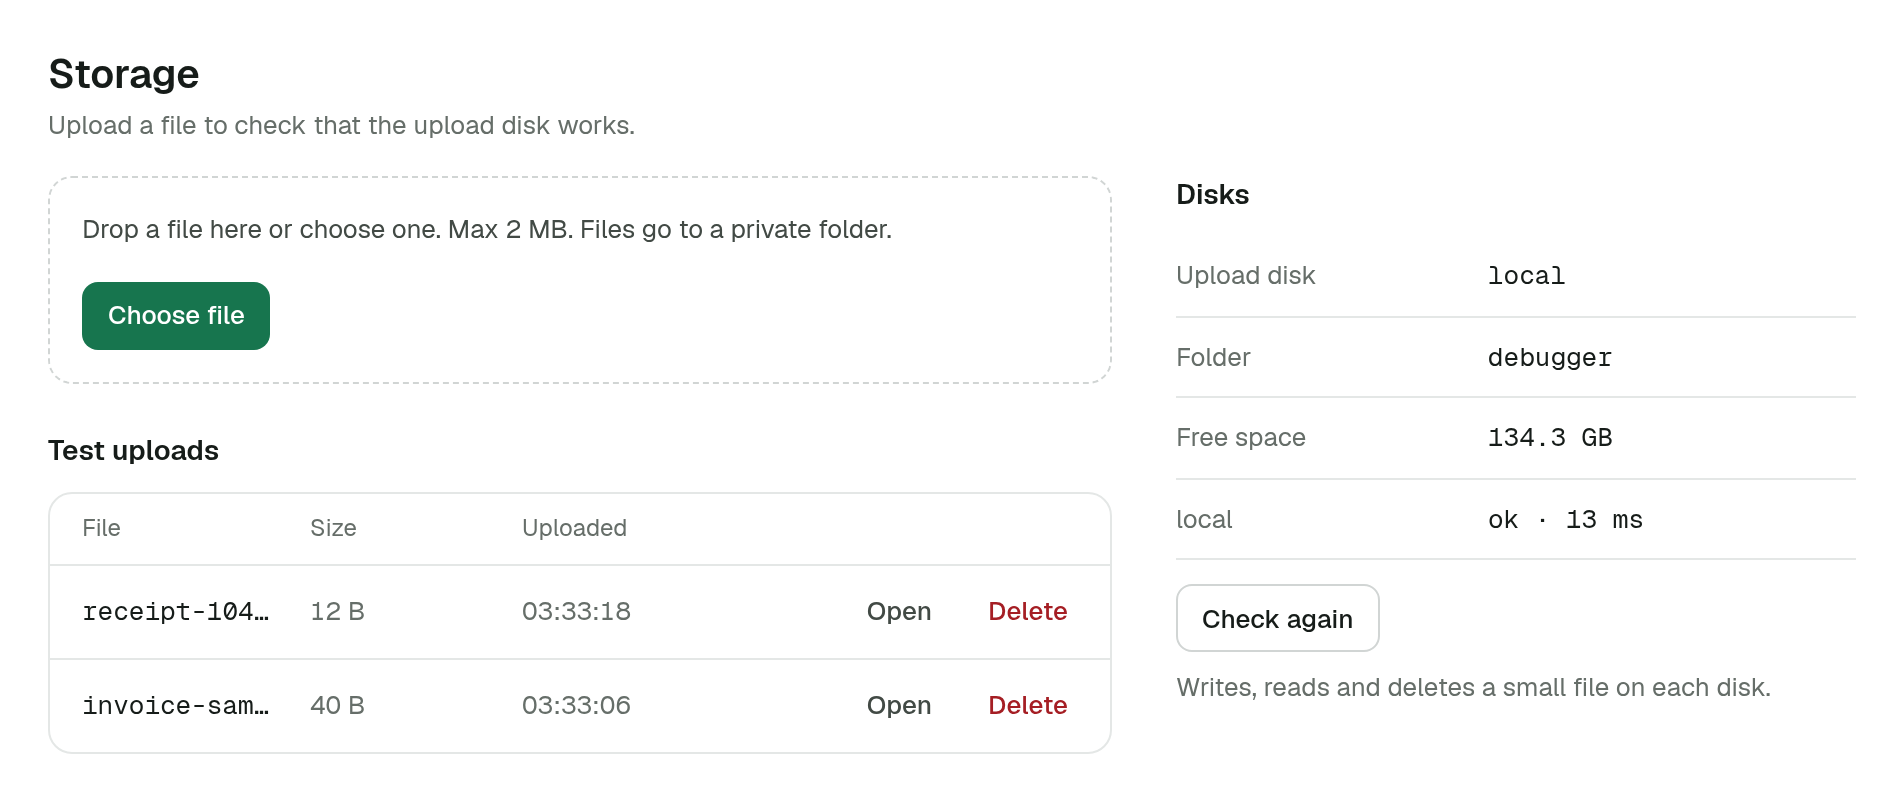 Storage
Upload a file to check that the upload disk works.
Drop a file here or choose one. Max 2 MB. Files go to a private folder.
Choose file
Test uploads
File Size Uploaded
receipt-104… 12 B 03:33:18 Open Delete
invoice-sam… 40 B 03:33:06 Open Delete
Disks
Upload disk local
Folder debugger
Free space 134.3 GB
local ok · 13 ms
Check again
Writes, reads and deletes a small file on each disk.